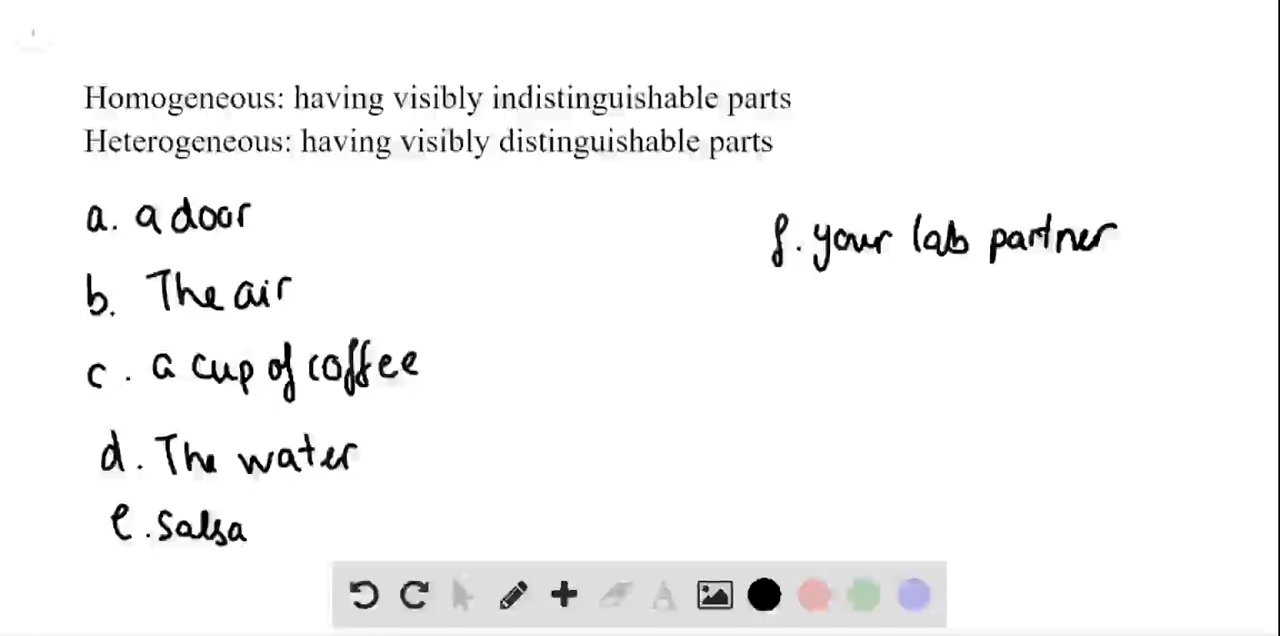 Homogeneous: having visibly indistinguishable parts
Heterogeneous: having visibly distinguishable parts
a. a door
b. The air
c. a cup of coffee
d. The water
e. salsa
f. your lab partner